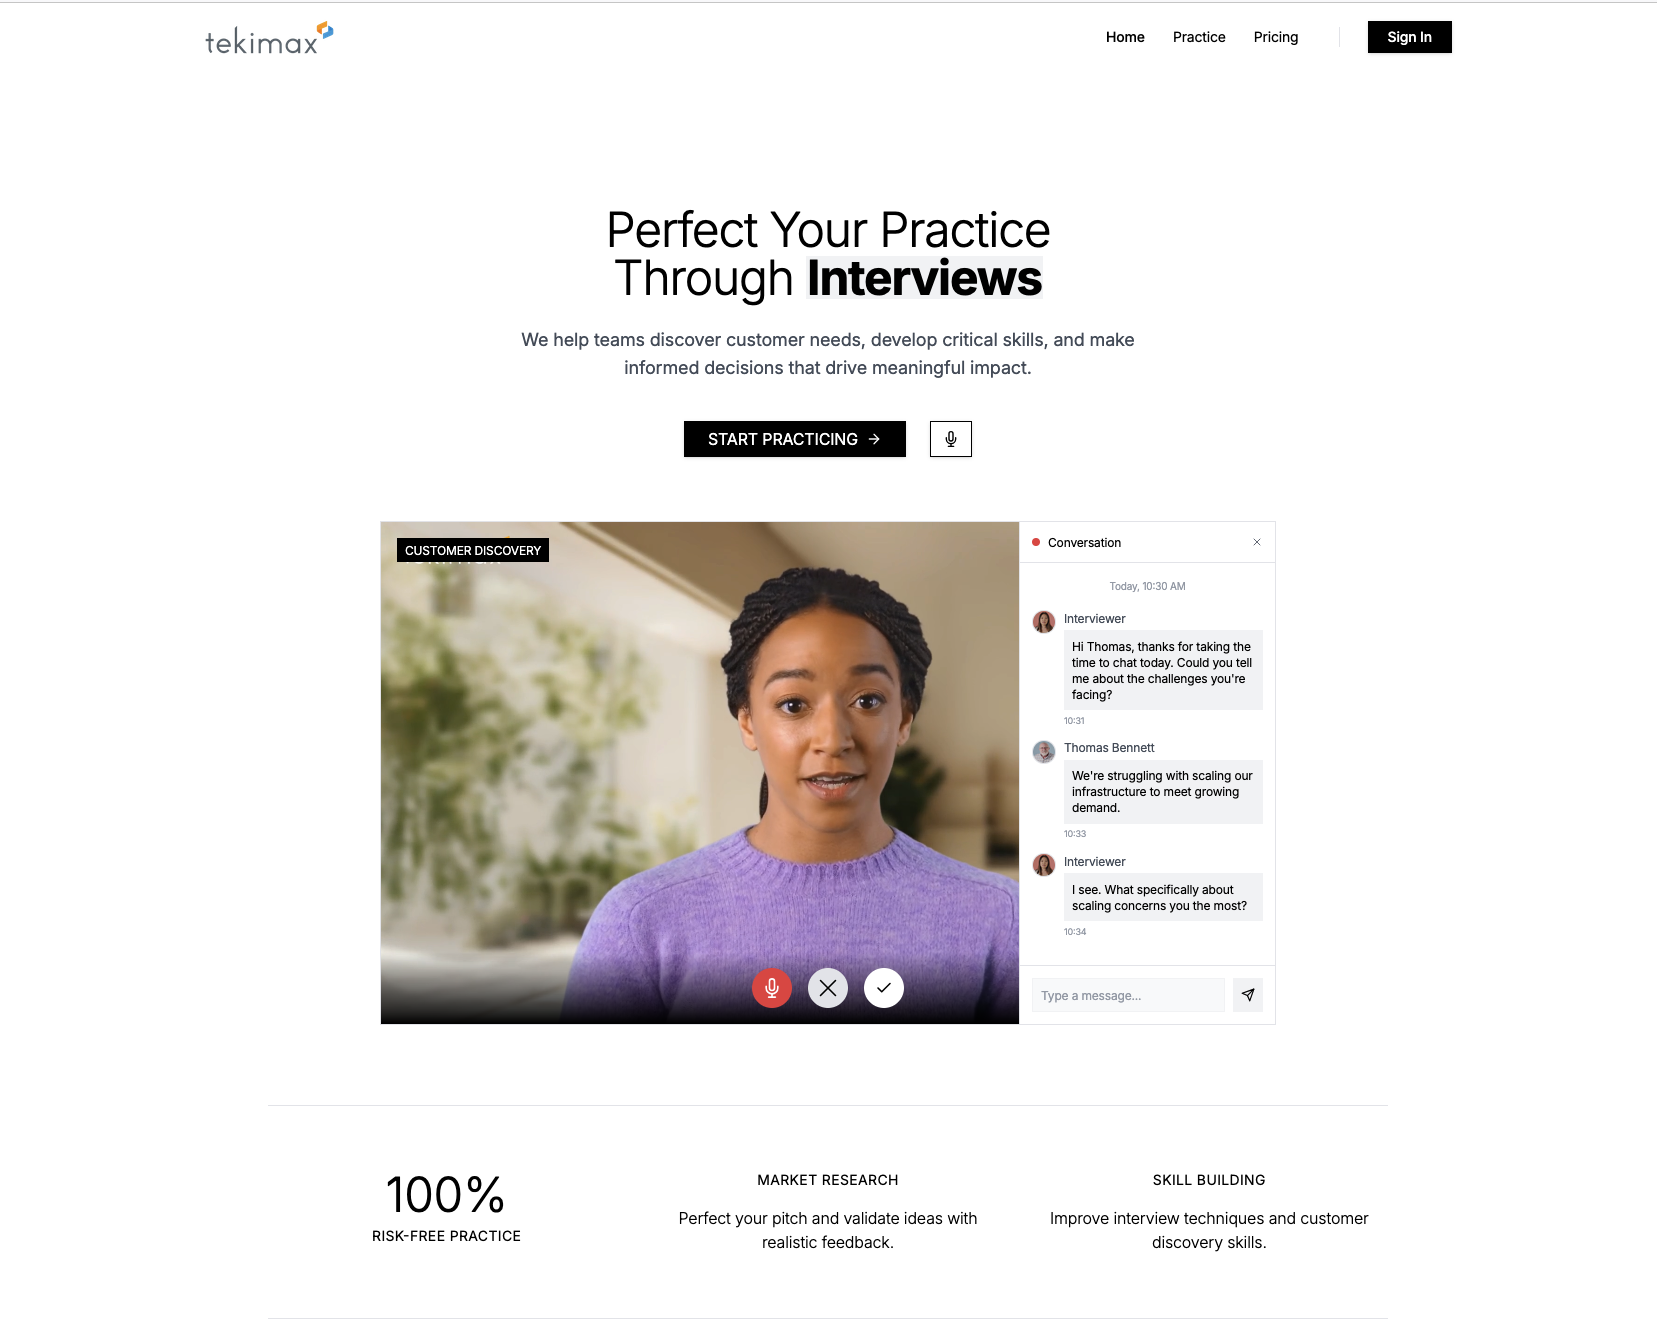 tekimax
Home
Practice
Pricing
Sign In
Perfect Your Practice
Through Interviews
We help teams discover customer needs, develop critical skills, and make
informed decisions that drive meaningful impact.
START PRACTICING →
CUSTOMER DISCOVERY
Conversation
Today, 10:30 AM
Interviewer
Hi Thomas, thanks for taking the
time to chat today. Could you tell
me about the challenges you're
facing?
10:31
Thomas Bennett
We're struggling with scaling our
infrastructure to meet growing
demand.
10:33
Interviewer
I see. What specifically about
scaling concerns you the most?
10:34
Type a message...
100%
RISK-FREE PRACTICE
MARKET RESEARCH
Perfect your pitch and validate ideas with
realistic feedback.
SKILL BUILDING
Improve interview techniques and customer
discovery skills.